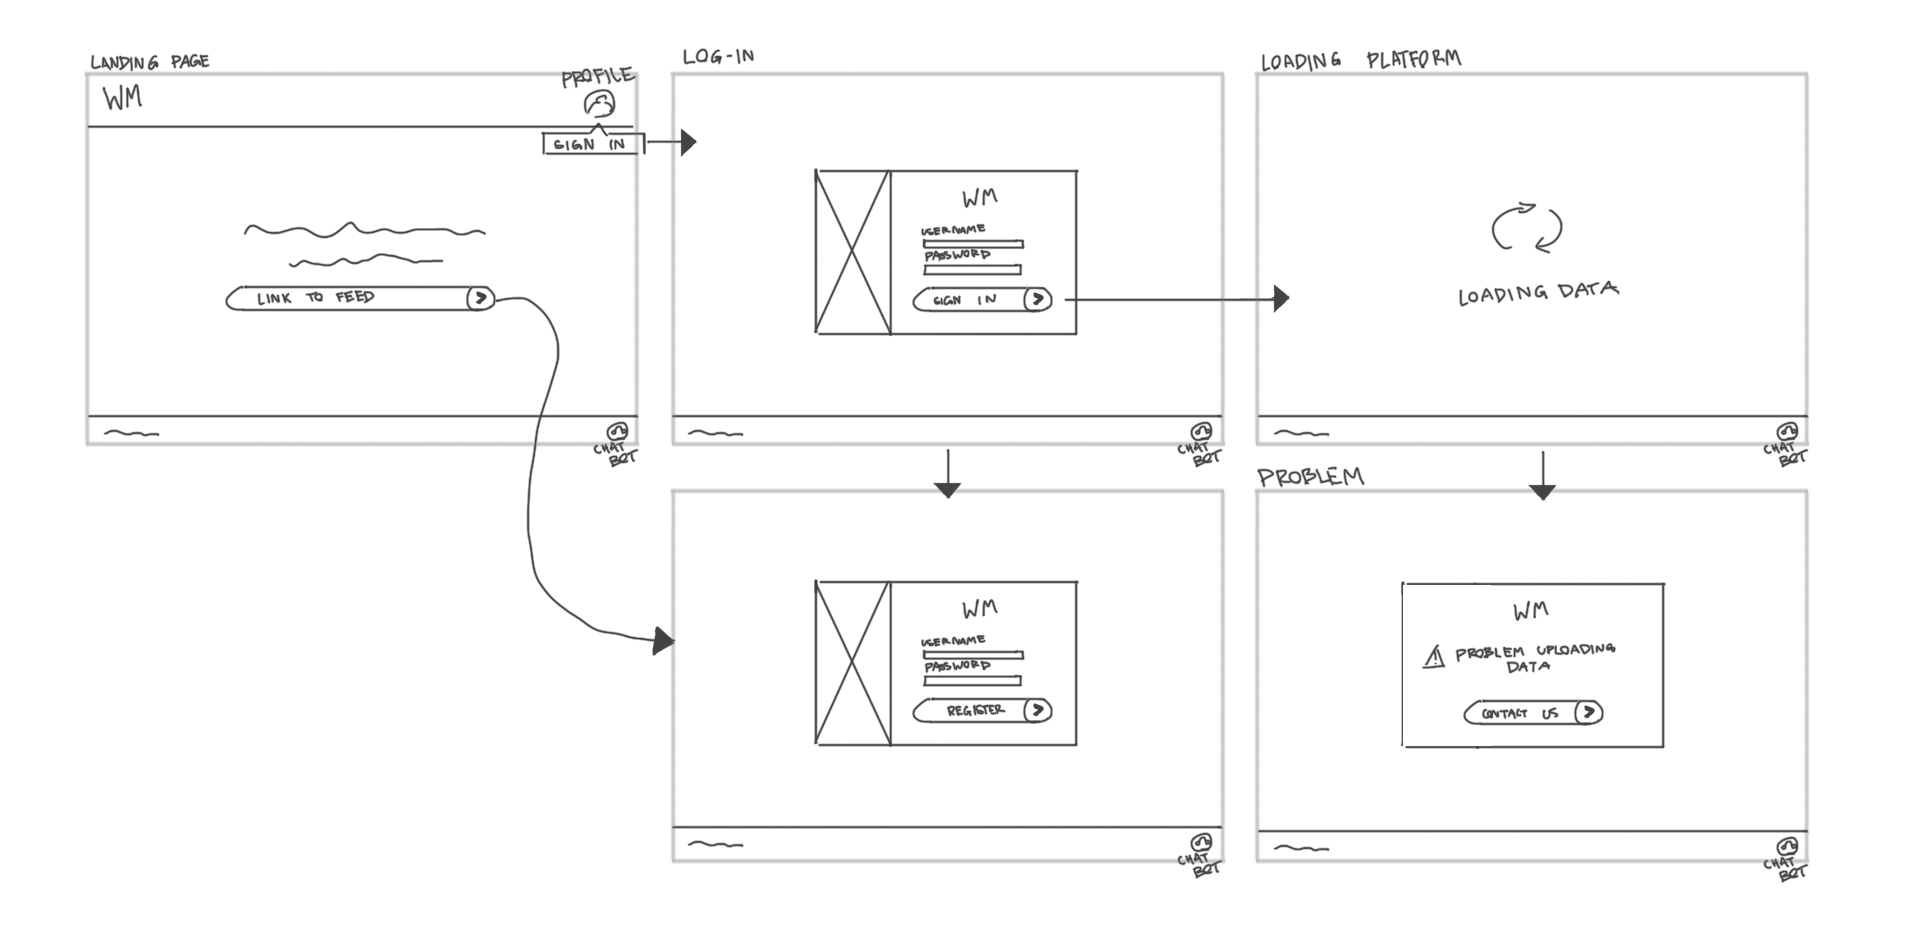 LANDING PAGE
WM
PROFILE
SIGN IN
LINK TO FEED
CHAT
BOT
LOG-IN
WM
USERNAME
PASSWORD
SIGN IN
CHAT
BOT
LOADING PLATFORM
LOADING DATA
CHAT
BOT
WM
USERNAME
PASSWORD
REGISTER
CHAT
BOT
PROBLEM
WM
PROBLEM UPLOADING
DATA
CONTACT US
CHAT
BOT